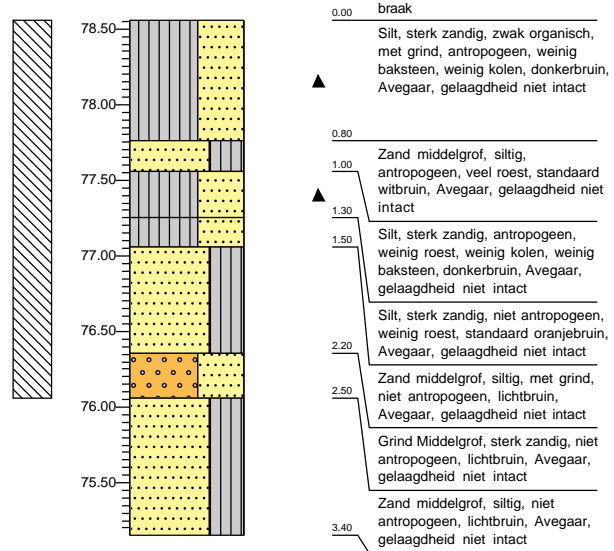 braak
0.00
78.50
Silt, sterk zandig, zwak organisch,
met grind, antropogeen, weinig
baksteen, weinig kolen, donkerbruin,
Avegaar, gelaagdheid niet intact
78.00
0.80
Zand middelgrof, siltig,
antropogeen, veel roest, standaard
witbruin, Avegaar, gelaagdheid niet
intact
1.00
77.50
1.30
Silt, sterk zandig, antropogeen,
weinig roest, weinig kolen, weinig
baksteen, donkerbruin, Avegaar,
gelaagdheid niet intact
1.50
77.00
Silt, sterk zandig, niet antropogeen,
weinig roest, standaard oranjebruin,
Avegaar, gelaagdheid niet intact
76.50
2.20
Zand middelgrof, siltig, met grind,
niet antropogeen, lichtbruin,
Avegaar, gelaagdheid niet intact
2.50
76.00
Grind Middelgrof, sterk zandig, niet
antropogeen, lichtbruin, Avegaar,
gelaagdheid niet intact
75.50
Zand middelgrof, siltig, niet
antropogeen, lichtbruin, Avegaar,
gelaagdheid niet intact
3.40